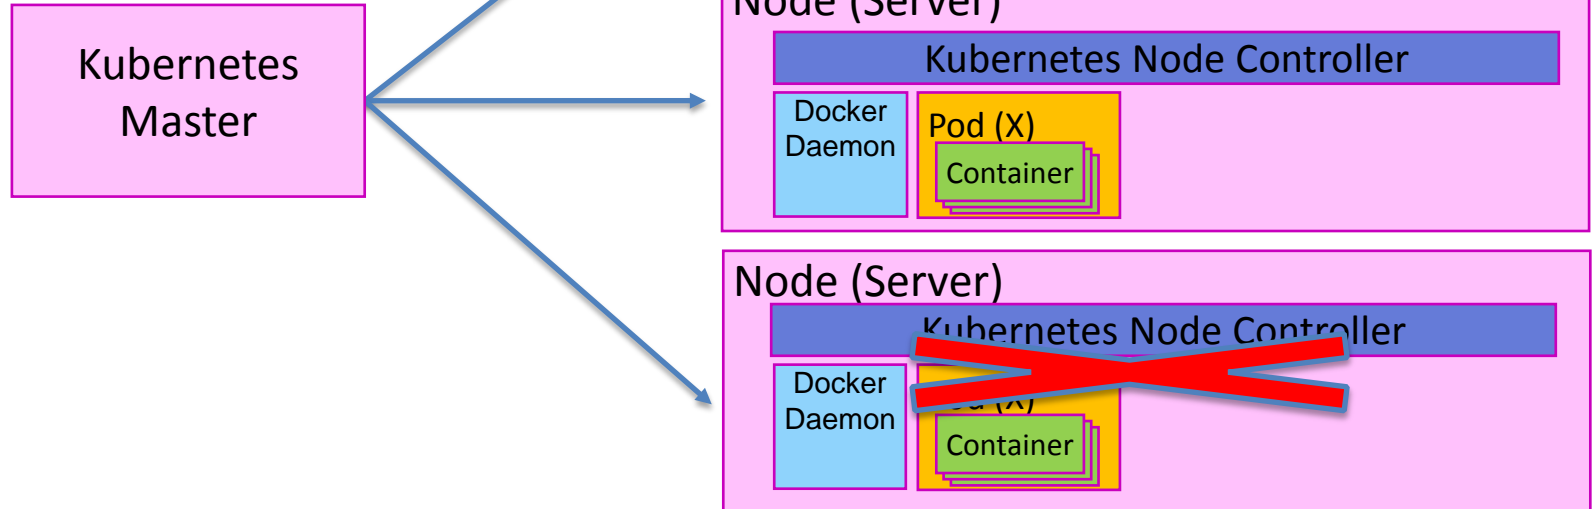 Kubernetes
Master
Node (Server)
Kubernetes Node Controller
Docker
Daemon
Pod (X)
Container
Node (Server)
Kubernetes Node Controller
Docker
Daemon
(X)
Container